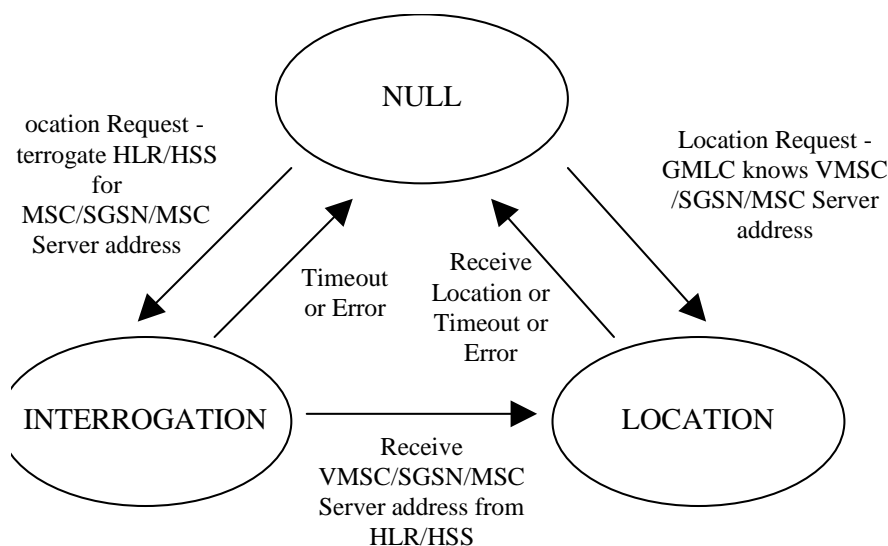 NULL
ocation Request -
terrogate HLR/HSS
for
MSC/SGSN/MSC
Server address
Location Request -
GMLC knows VMSC
/SGSN/MSC Server
address
Timeout
or Error
Receive
Location or
Timeout or
Error
INTERROGATION
LOCATION
Receive
VMSC/SGSN/MSC
Server address from
HLR/HSS